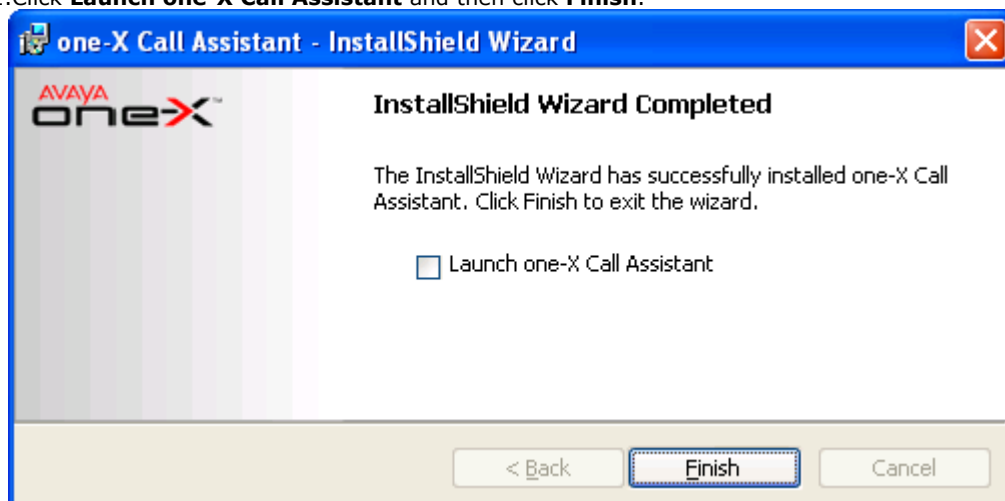 .Click Launch one-X Call Assistant and then click Finish.
one-X Call Assistant - InstallShield Wizard
AVAYA
one-X™
InstallShield Wizard Completed
The InstallShield Wizard has successfully installed one-X Call
Assistant. Click Finish to exit the wizard.
Launch one-X Call Assistant
< Back
Finish
Cancel